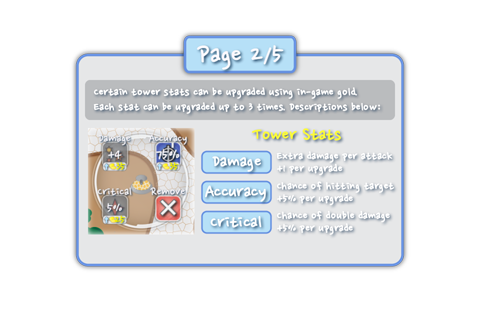 Page 2/5
Certain tower stats can be upgraded using in-game gold.
Each stat can be upgraded up to 3 times. Descriptions below:
Tower Stats
Damage Accuracy
+4 75%
Critical Remove
5%
Damage
Extra damage per attack
+1 per upgrade
Accuracy
Chance of hitting target
+5% per upgrade
Critical
Chance of double damage
+5% per upgrade